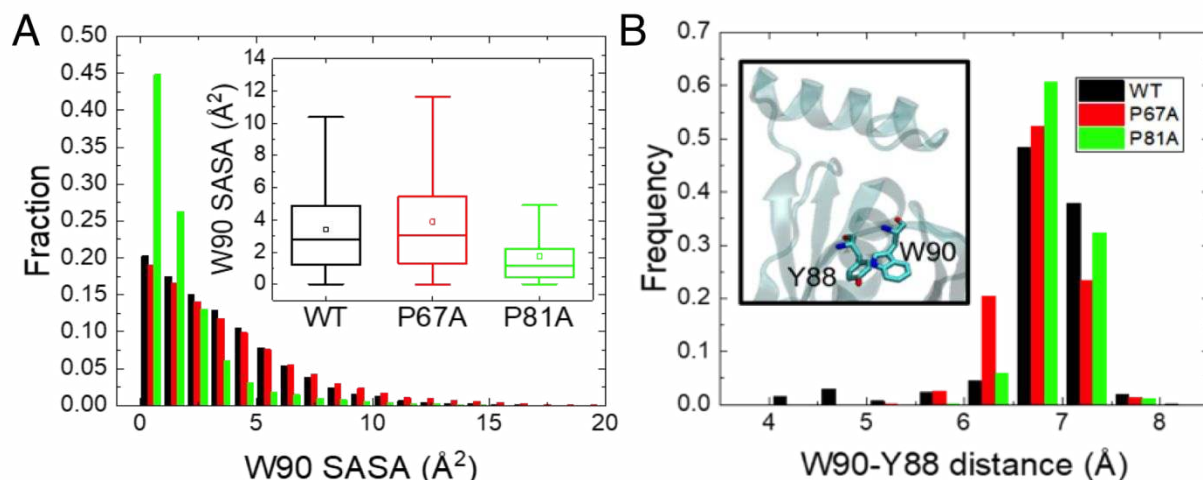 A
Fraction
0.50
0.45
0.40
0.35
0.30
0.25
0.20
0.15
0.10
0.05
0.00
0
5
10
15
20
W90 SASA (Å²)
W90 SASA (Å²)
14
12
10
8
6
4
2
0
WT
P67A
P81A
B
Frequency
0.7
0.6
0.5
0.4
0.3
0.2
0.1
0.0
4
5
6
7
8
W90-Y88 distance (Å)
W90
Y88
WT
P67A
P81A